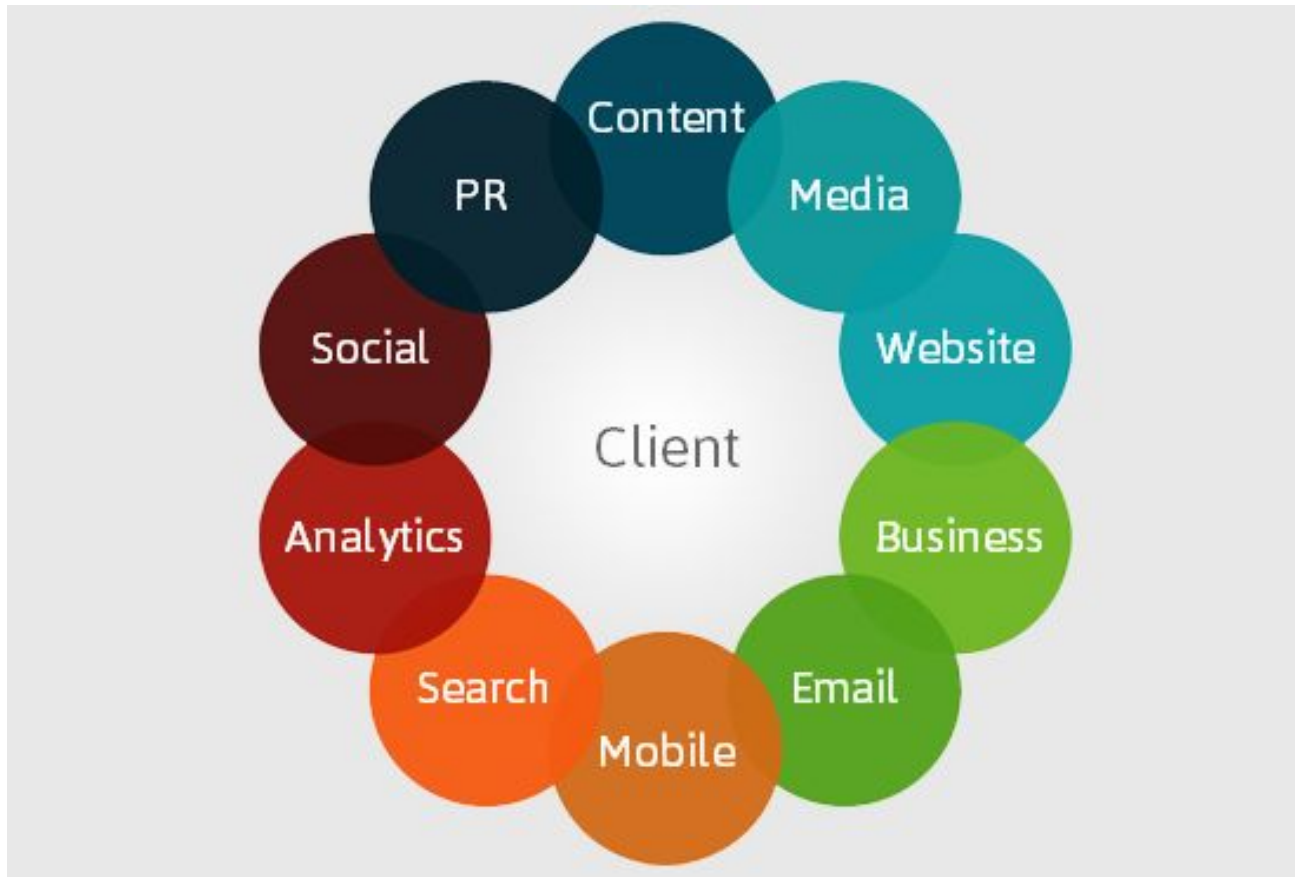 Content
PR
Media
Social
Website
Client
Analytics
Business
Search
Email
Mobile